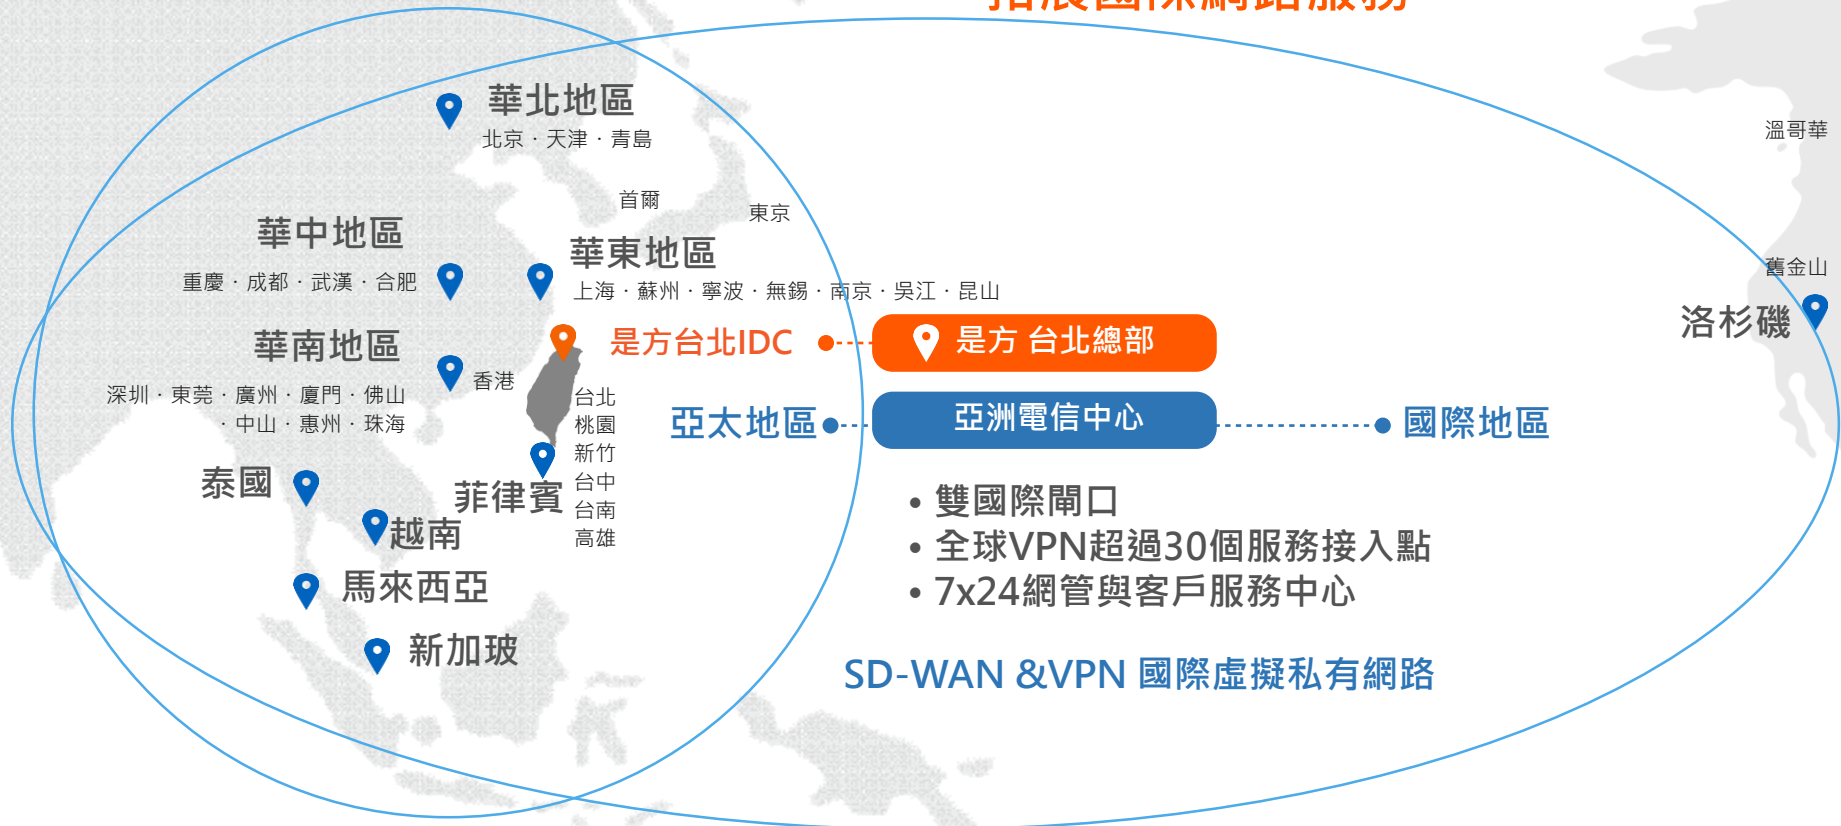 拓展國際網路服務
華北地區
北京 · 天津 · 青島
溫哥華
首爾
東京
華中地區
重慶 · 成都 · 武漢 · 合肥
華東地區
上海 · 蘇州 · 寧波 · 無錫 · 南京 · 吳江 · 昆山
舊金山
洛杉磯
華南地區
深圳 · 東莞 · 廣州 · 廈門 · 佛山
· 中山 · 惠州 · 珠海
香港
是方台北IDC
是方 台北總部
台北
桃園
新竹
台中
台南
高雄
亞太地區
亞洲電信中心
國際地區
泰國
菲律賓
越南
馬來西亞
新加玻
• 雙國際閘口
• 全球VPN超過30個服務接入點
• 7x24網管與客戶服務中心
SD-WAN &VPN 國際虛擬私有網路